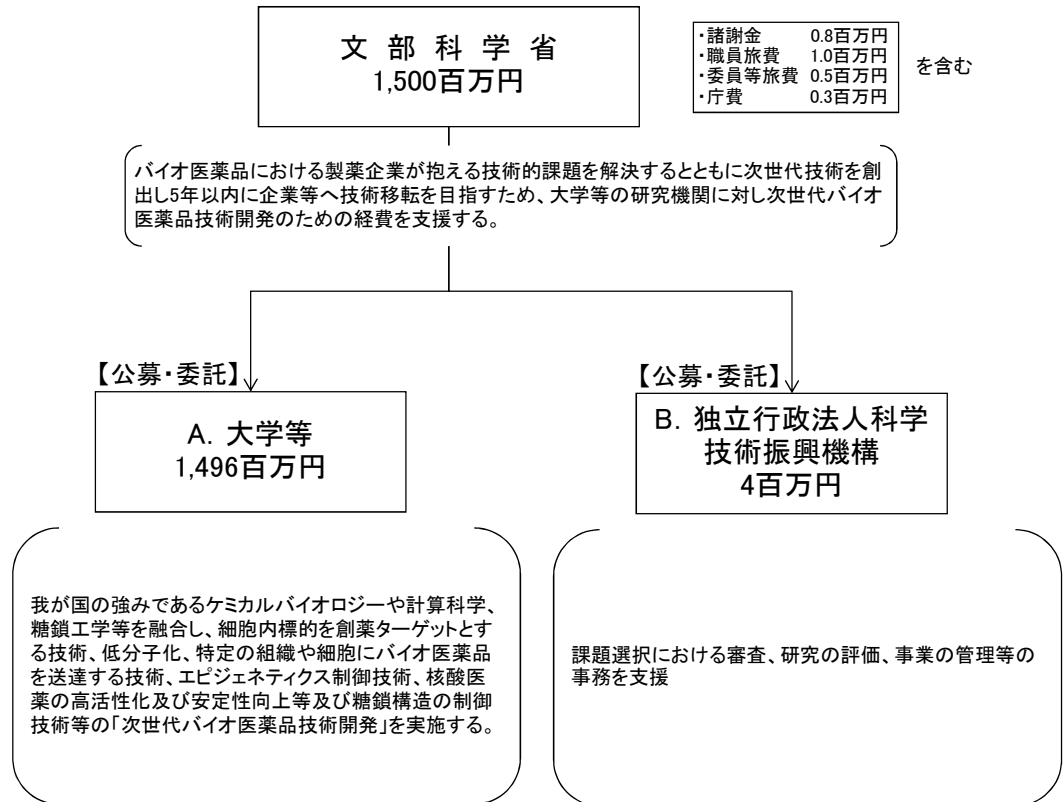 文 部 科 学 省
1,500百万円
・諸謝金 0.8百万円
・職員旅費 1.0百万円
・委員等旅費 0.5百万円
・庁費 0.3百万円
を含む
バイオ医薬品における製薬企業が抱える技術的課題を解決するとともに次世代技術を創
出し5年以内に企業等へ技術移転を目指すため、大学等の研究機関に対し次世代バイオ
医薬品技術開発のための経費を支援する。
【公募・委託】
A. 大学等
1,496百万円
我が国の強みであるケミカルバイオロジーや計算科学、
糖鎖工学等を融合し、細胞内標的を創薬ターゲットとす
る技術、低分子化、特定の組織や細胞にバイオ医薬品
を送達する技術、エピジェネティクス制御技術、核酸医
薬の高活性化及び安定性向上等及び糖鎖構造の制御
技術等の「次世代バイオ医薬品技術開発」を実施する。
【公募・委託】
B. 独立行政法人科学
技術振興機構
4百万円
課題選択における審査、研究の評価、事業の管理等の
事務を支援